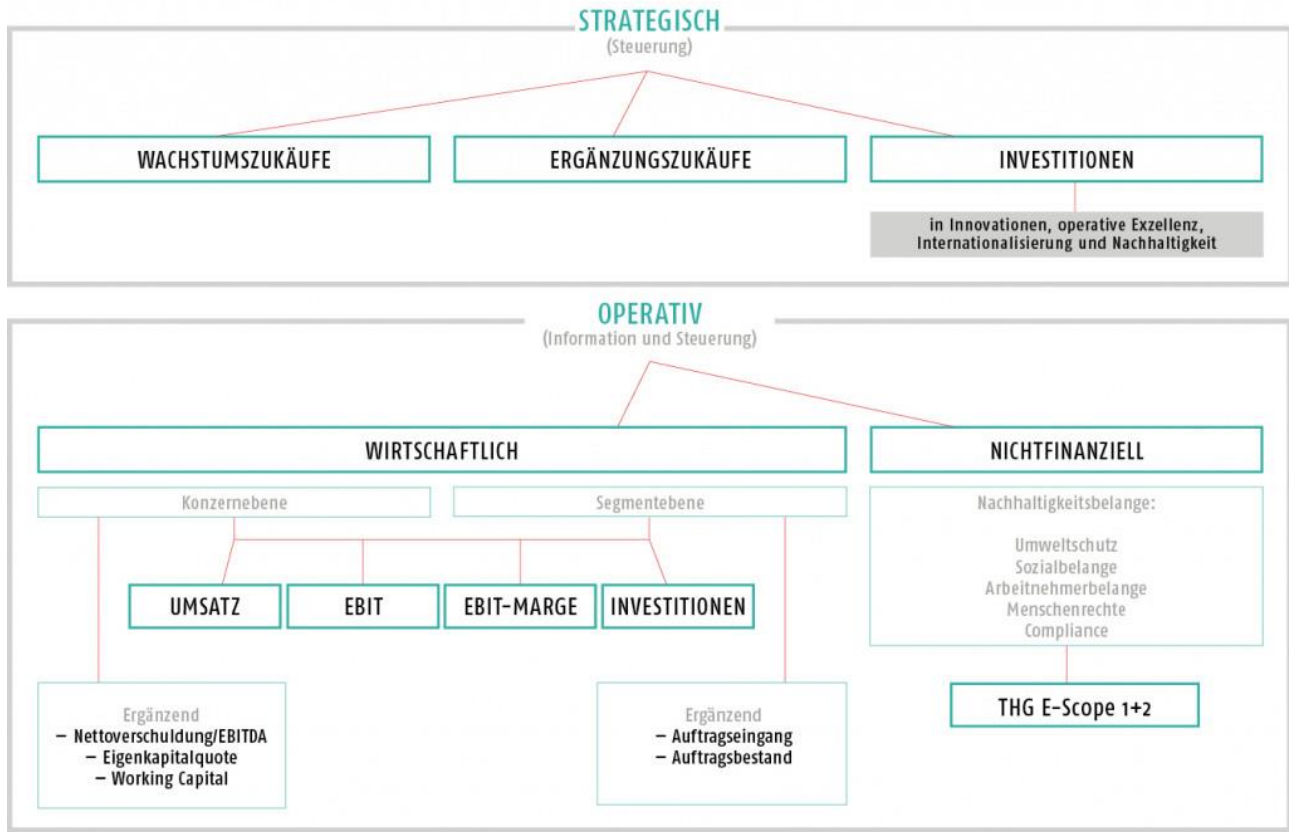 STRATEGISCH
(Steuerung)
WACHSTUMSZUKÄUFE
ERGÄNZUNGSZUKÄUFE
INVESTITIONEN
in Innovationen, operative Exzellenz,
Internationalisierung und Nachhaltigkeit
OPERATIV
(Information und Steuerung)
WIRTSCHAFTLICH
NICHTFINANZIELL
Konzernebene
Segmentebene
Nachhaltigkeitsbelange:
Umweltschutz
Sozialbelange
Arbeitnehmerbelange
Menschenrechte
Compliance
UMSATZ
EBIT
EBIT-MARGE
INVESTITIONEN
THG E-Scope 1+2
Ergänzend
– Nettoverschuldung/EBITDA
– Eigenkapitalquote
– Working Capital
Ergänzend
– Auftragseingang
– Auftragsbestand